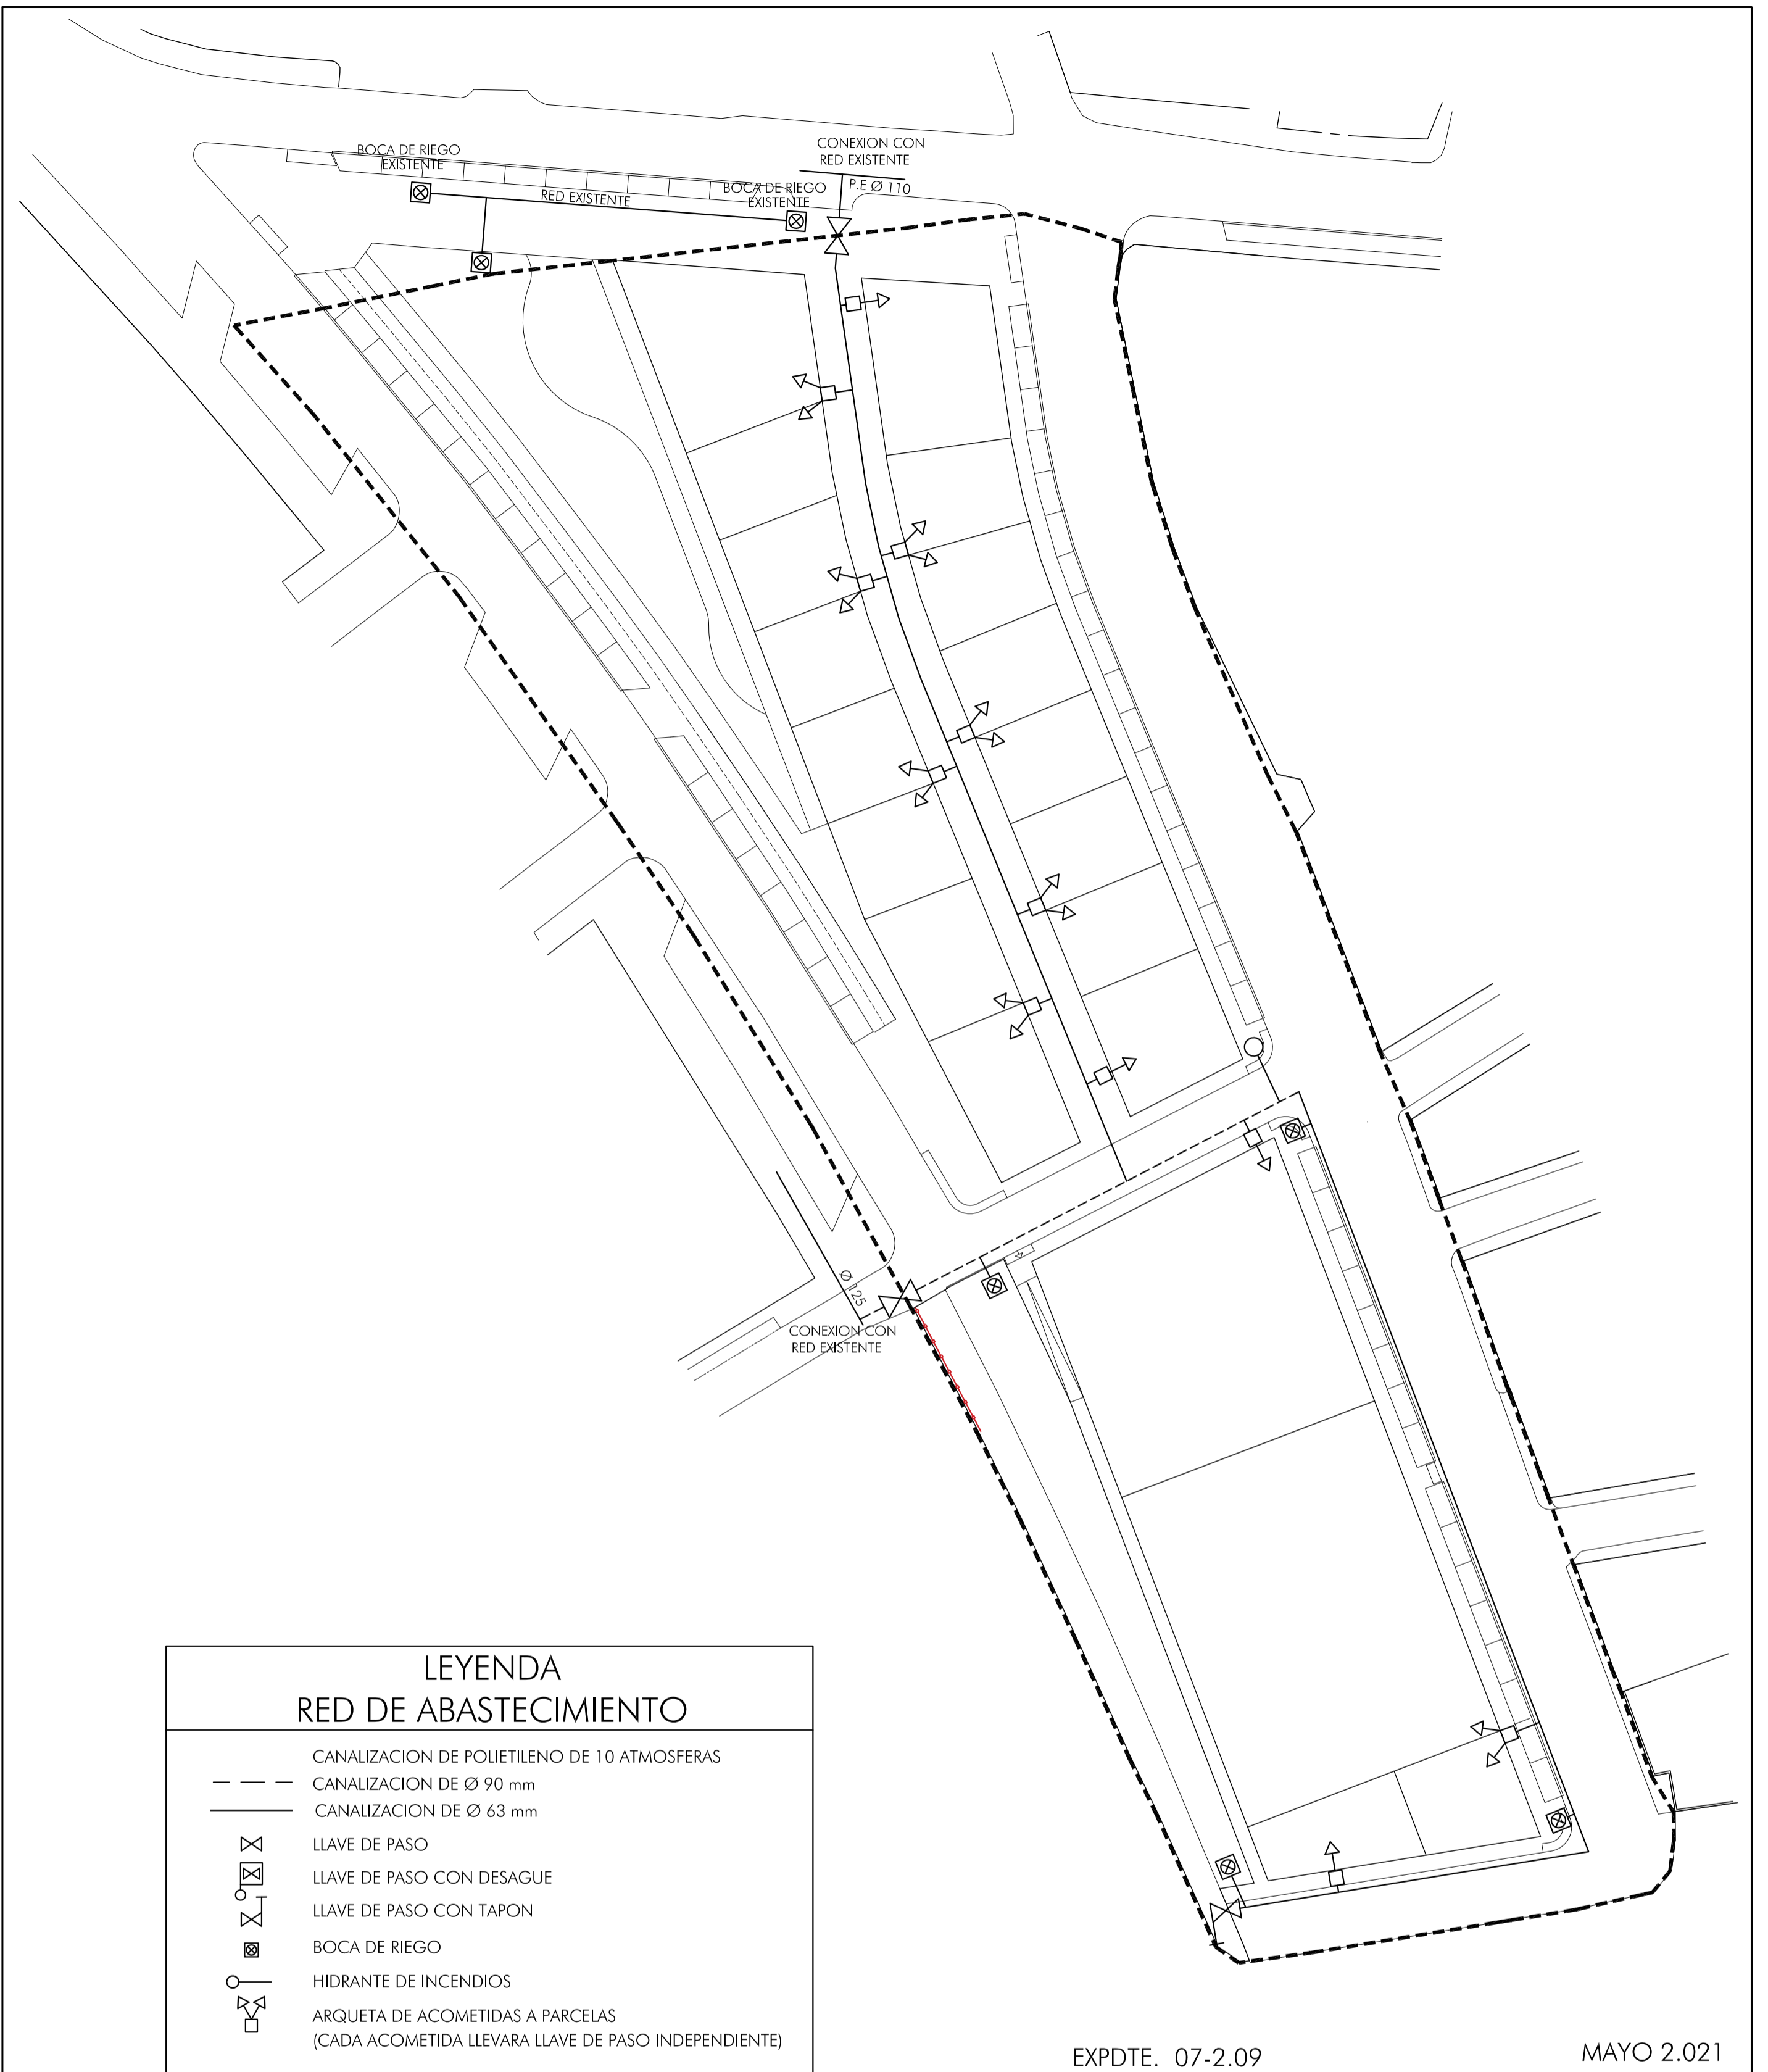 CONEXION CON
RED EXISTENTE
BOCA DE RIEGO
EXISTENTE
P.E Ø 110
BOCA DE RIEGO
EXISTENTE
RED EXISTENTE
Ø 125
CONEXION CON
RED EXISTENTE
LEYENDA
RED DE ABASTECIMIENTO
CANALIZACION DE POLIETILENO DE 10 ATMOSFERAS
CANALIZACION DE Ø 90 mm
CANALIZACION DE Ø 63 mm
LLAVE DE PASO
LLAVE DE PASO CON DESAGUE
LLAVE DE PASO CON TAPON
BOCA DE RIEGO
HIDRANTE DE INCENDIOS
ARQUETA DE ACOMETIDAS A PARCELAS
(CADA ACOMETIDA LLEVARA LLAVE DE PASO INDEPENDIENTE)
EXPDTE. 07-2.09
MAYO 2.021